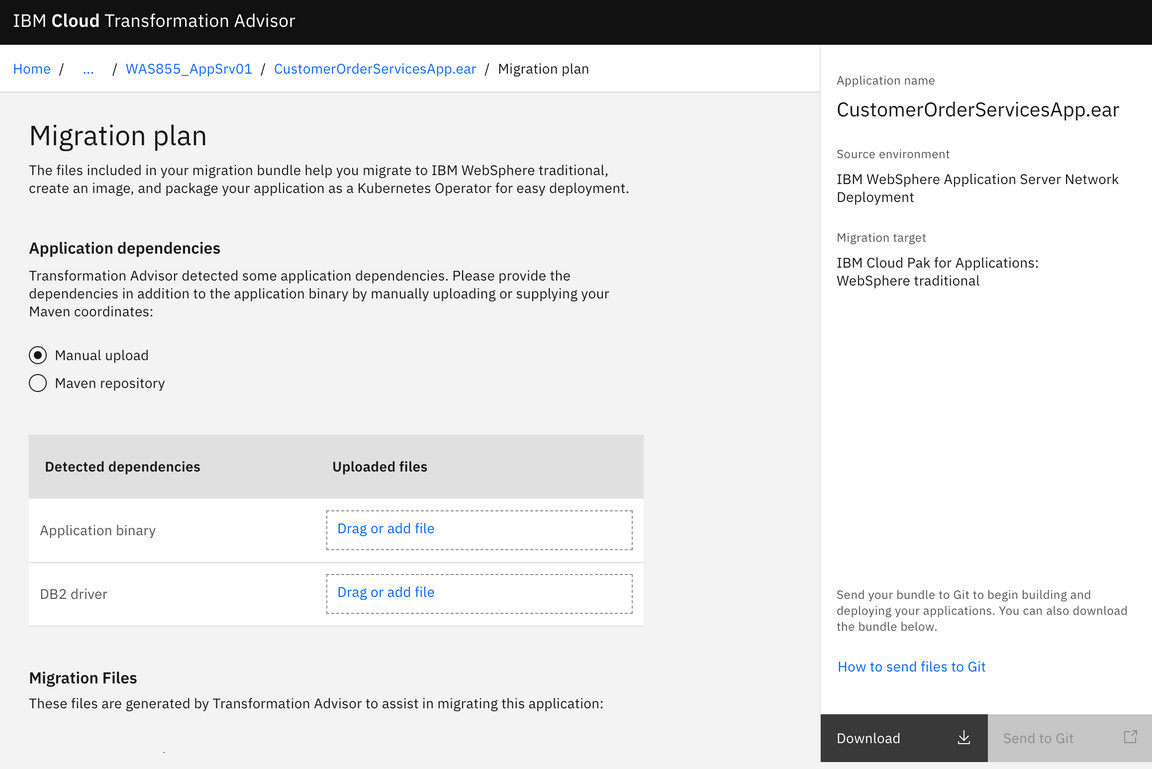 IBM Cloud Transformation Advisor
Home / ... / WAS855_AppSrv01 / CustomerOrderServicesApp.ear / Migration plan
Migration plan
The files included in your migration bundle help you migrate to IBM WebSphere traditional,
create an image, and package your application as a Kubernetes Operator for easy deployment.
Application dependencies
Transformation Advisor detected some application dependencies. Please provide the
dependencies in addition to the application binary by manually uploading or supplying your
Maven coordinates:
Manual upload
Maven repository
Detected dependencies Uploaded files
Application binary Drag or add file
DB2 driver Drag or add file
Migration Files
These files are generated by Transformation Advisor to assist in migrating this application:
Application name
CustomerOrderServicesApp.ear
Source environment
IBM WebSphere Application Server Network
Deployment
Migration target
IBM Cloud Pak for Applications:
WebSphere traditional
Send your bundle to Git to begin building and
deploying your applications. You can also download
the bundle below.
How to send files to Git
Download Send to Git